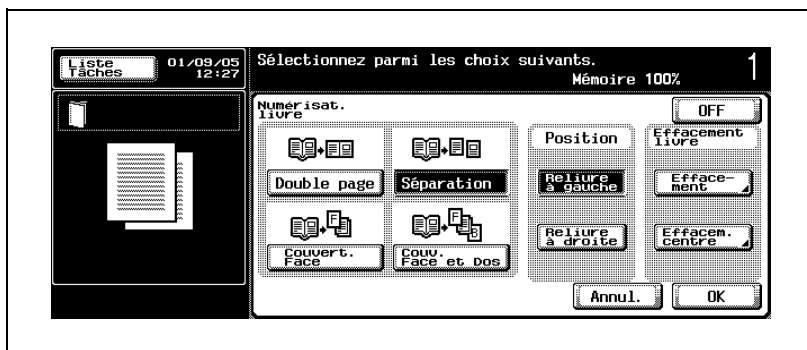 Liste
Tâches
01/09/05
12:27
Sélectionnez parmi les choix suivants.
Mémoire 100%
1
Numérisat.
livre
OFF
Double page
Séparation
Couvert.
Face
Couv.
Face et Dos
Position
Reliure
à gauche
Reliure
à droite
Effacement
livre
Efface-
ment
Effacem.
centre
Annul.
OK